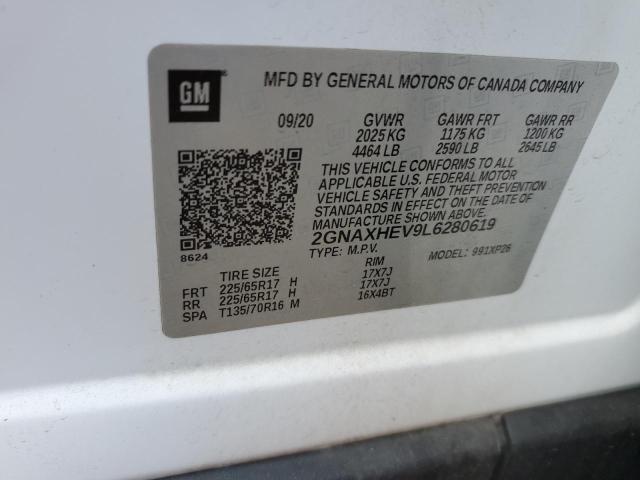 GM
MFD BY GENERAL MOTORS OF CANADA COMPANY
09/20 GVWR GAWR FRT GAWR RR
2025 KG 1175 KG 1200 KG
4464 LB 2590 LB 2645 LB
THIS VEHICLE CONFORMS TO ALL
APPLICABLE U.S. FEDERAL MOTOR
VEHICLE SAFETY AND THEFT PREVENTION
STANDARDS IN EFFECT ON THE DATE OF
MANUFACTURE SHOWN ABOVE.
2GNAXHEV9L6280619
8624
TYPE: M.P.V. MODEL: 991XP26
TIRE SIZE RIM
FRT 225/65R17 H 17X7J
RR 225/65R17 H 17X7J
SPA T135/70R16 M 16X4BT